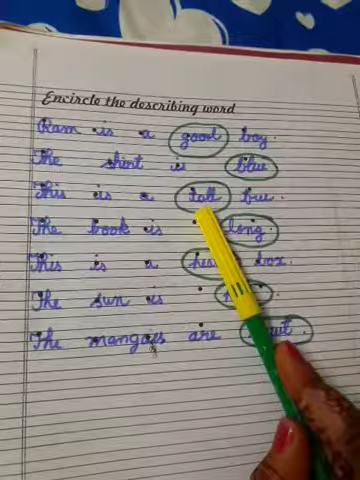 Encircle the describing word
Ram is a good boy.
The shirt is blue.
This is a tall bue.
The book is long.
This is a box.
The sun is
The mangoes are